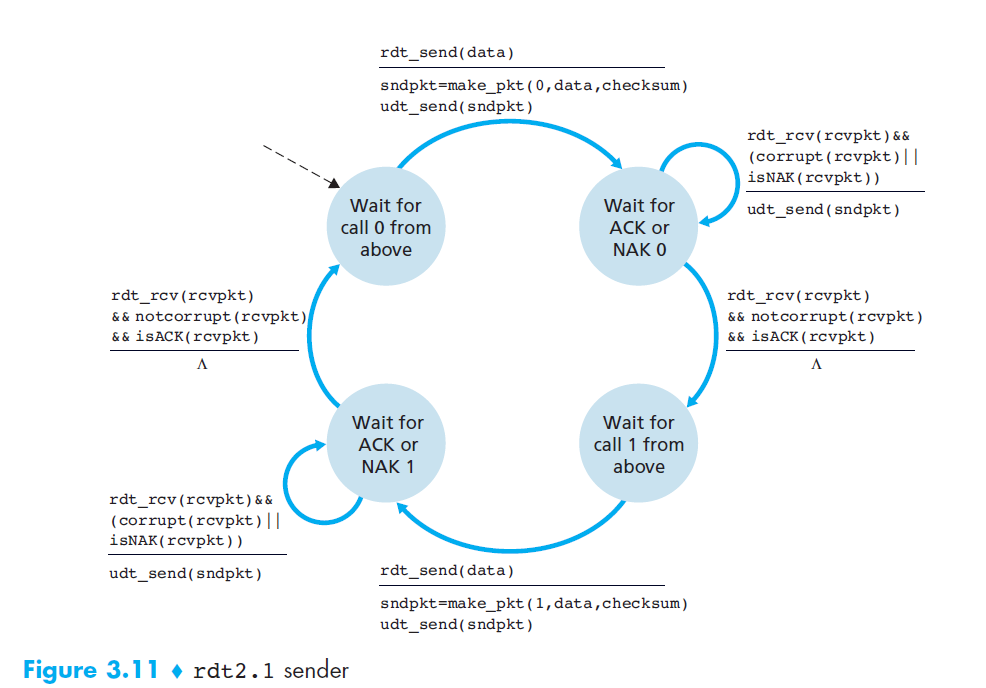 rdt_send(data)
sndpkt=make_pkt(0,data,checksum)
udt_send(sndpkt)
rdt_rcv(rcvpkt)&&
(corrupt(rcvpkt)||
isNAK(rcvpkt))
udt_send(sndpkt)
Wait for
call 0 from
above
Wait for
ACK or
NAK 0
rdt_rcv(rcvpkt)
&& notcorrupt(rcvpkt)
&& isACK(rcvpkt)
Λ
rdt_rcv(rcvpkt)
&& notcorrupt(rcvpkt)
&& isACK(rcvpkt)
Λ
Wait for
ACK or
NAK 1
Wait for
call 1 from
above
rdt_rcv(rcvpkt)&&
(corrupt(rcvpkt)||
isNAK(rcvpkt))
udt_send(sndpkt)
rdt_send(data)
sndpkt=make_pkt(1,data,checksum)
udt_send(sndpkt)
Figure 3.11 ♦ rdt2.1 sender